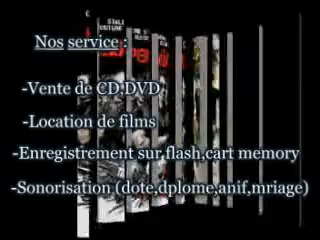 Nos service :
-Vente de CD,DVD
-Location de films
-Enregistrement sur flash,cart memory
-Sonorisation (dote,dplome,anif,mriage)